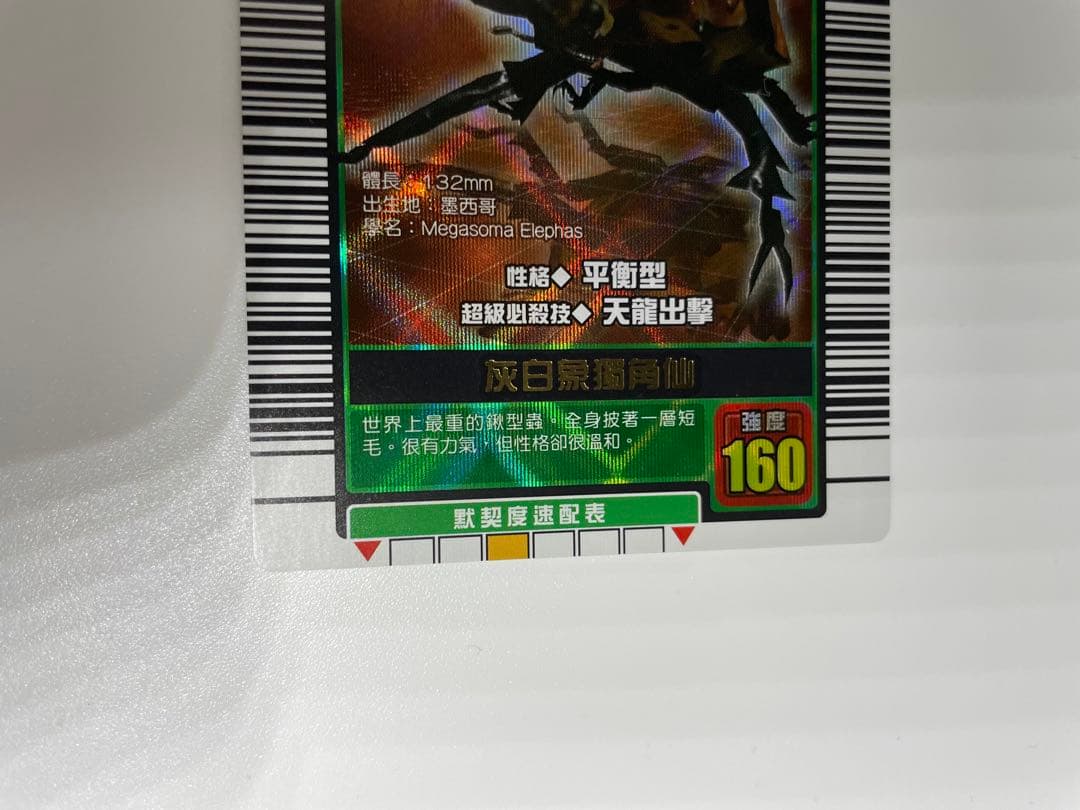 體長：132mm
出生地：墨西哥
學名：Megasoma Elephas
性格◆ 平衡型
超級必殺技◆ 天龍出擊
灰白象獨角仙
世界上最重的鍬型蟲。全身披著一層短
毛。很有力氣，但性格卻很溫和。
強度
160
默契度速配表